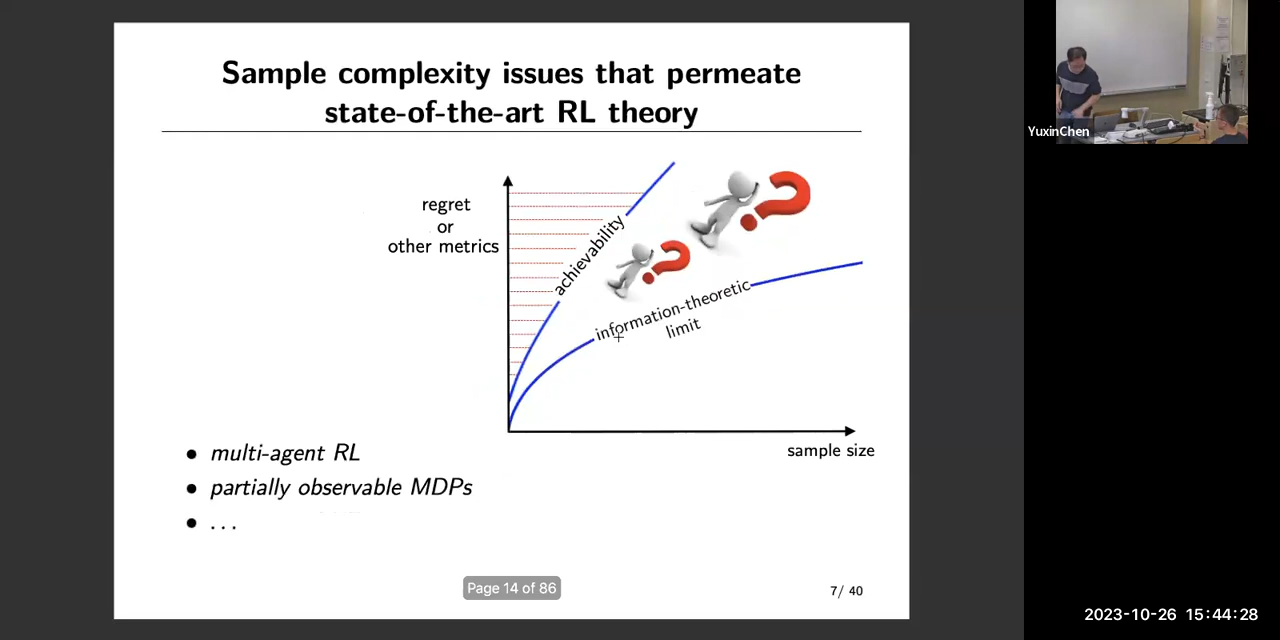 Sample complexity issues that permeate
state-of-the-art RL theory
regret
or
other metrics
achievability
information-theoretic
limit
sample size
• multi-agent RL
• partially observable MDPs
• . . .
Page 14 of 86
7/ 40
YuxinChen
2023-10-26 15:44:28